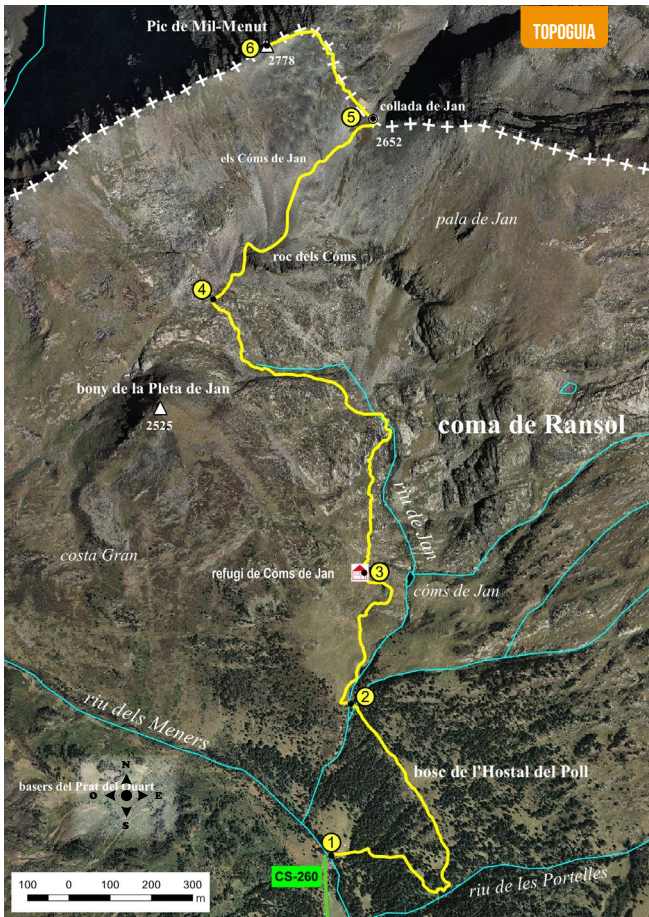 TOPOGUIA
Pic de Mil-Menut
6
2778
collada de Jan
5
2652
els Cóms de Jan
pala de Jan
roc dels Cóms
4
bony de la Pleta de Jan
2525
coma de Ransol
riu de Jan
costa Gran
refugi de Cóms de Jan
3
cóms de Jan
2
riu dels Meners
bosc de l'Hostal del Poll
basers del Prat del Quart
N
O
E
S
1
CS-260
riu de les Portelles
100 0 100 200 300
m